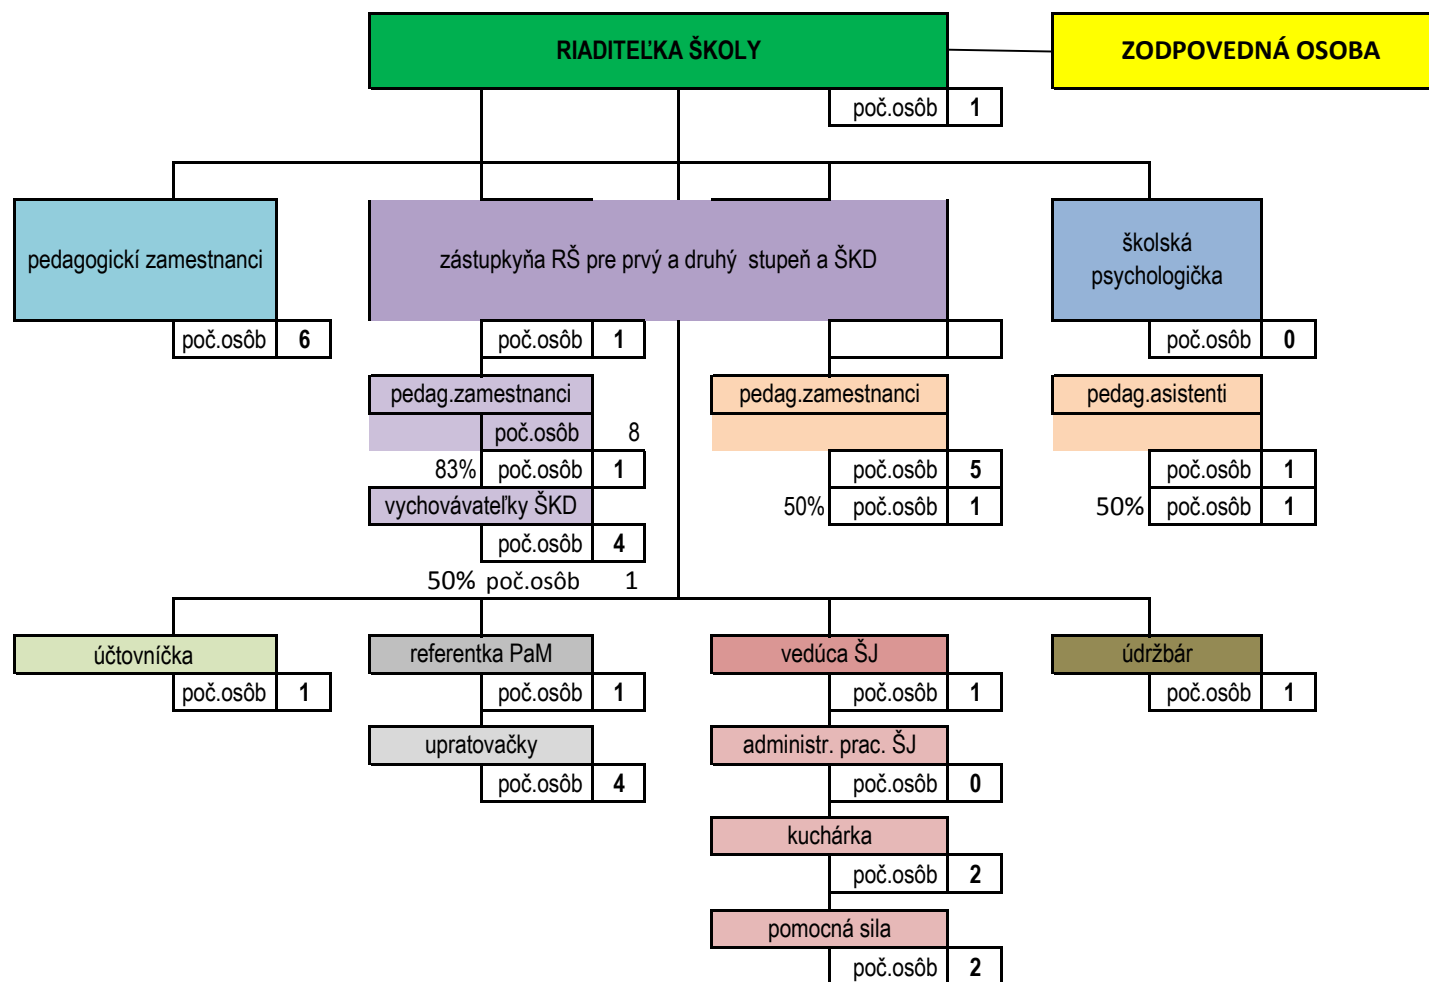 RIADITEĽKA ŠKOLY ZODPOVEDNÁ OSOBA
poč.osôb 1
pedagogickí zamestnanci zástupkyňa RŠ pre prvý a druhý stupeň a ŠKD školská
psychologička
poč.osôb 6 poč.osôb 1 poč.osôb 0
pedag.zamestnanci pedag.zamestnanci pedag.asistenti
poč.osôb 8
83% poč.osôb 1 poč.osôb 5 poč.osôb 1
vychovávateľky ŠKD 50% poč.osôb 1 50% poč.osôb 1
poč.osôb 4
50% poč.osôb 1
účtovníčka referentka PaM vedúca ŠJ údržbár
poč.osôb 1 poč.osôb 1 poč.osôb 1 poč.osôb 1
upratovačky administr. prac. ŠJ
poč.osôb 4 poč.osôb 0
kuchárka
poč.osôb 2
pomocná sila
poč.osôb 2